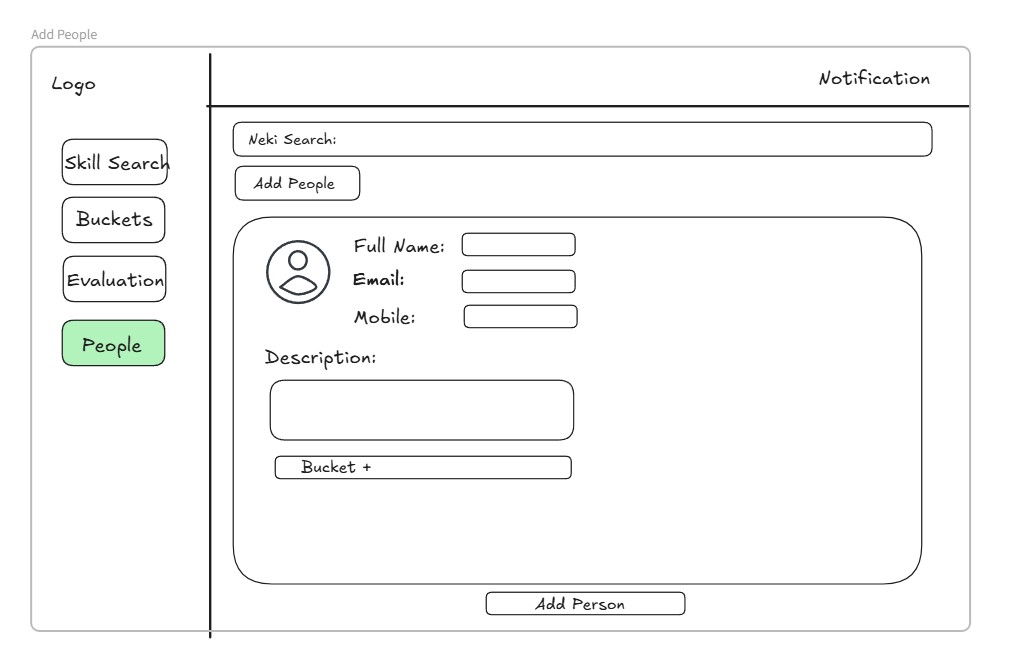 Add People
Logo
Notification
Skill Search
Buckets
Evaluation
People
Neki Search:
Add People
Full Name:
Email:
Mobile:
Description:
Bucket +
Add Person